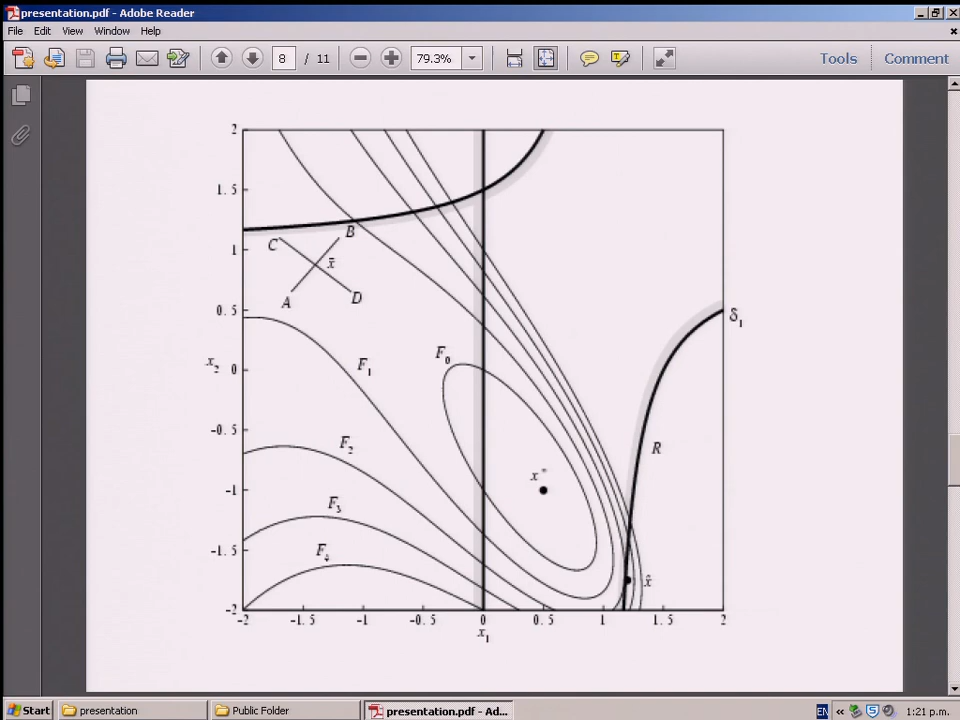 presentation.pdf - Adobe Reader
File Edit View Window Help
8 / 11 79.3% Tools Comment
2
1.5
1
0.5
0
-0.5
-1
-1.5
-2
x₂
C B
x̄
A D
F₁
F₀
F₂
F₃
F₄
x*
R
δ₁
x̂
-2 -1.5 -1 -0.5 0 0.5 1 1.5 2
x₁
Start presentation Public Folder presentation.pdf - Ad... EN « 1:21 p.m.